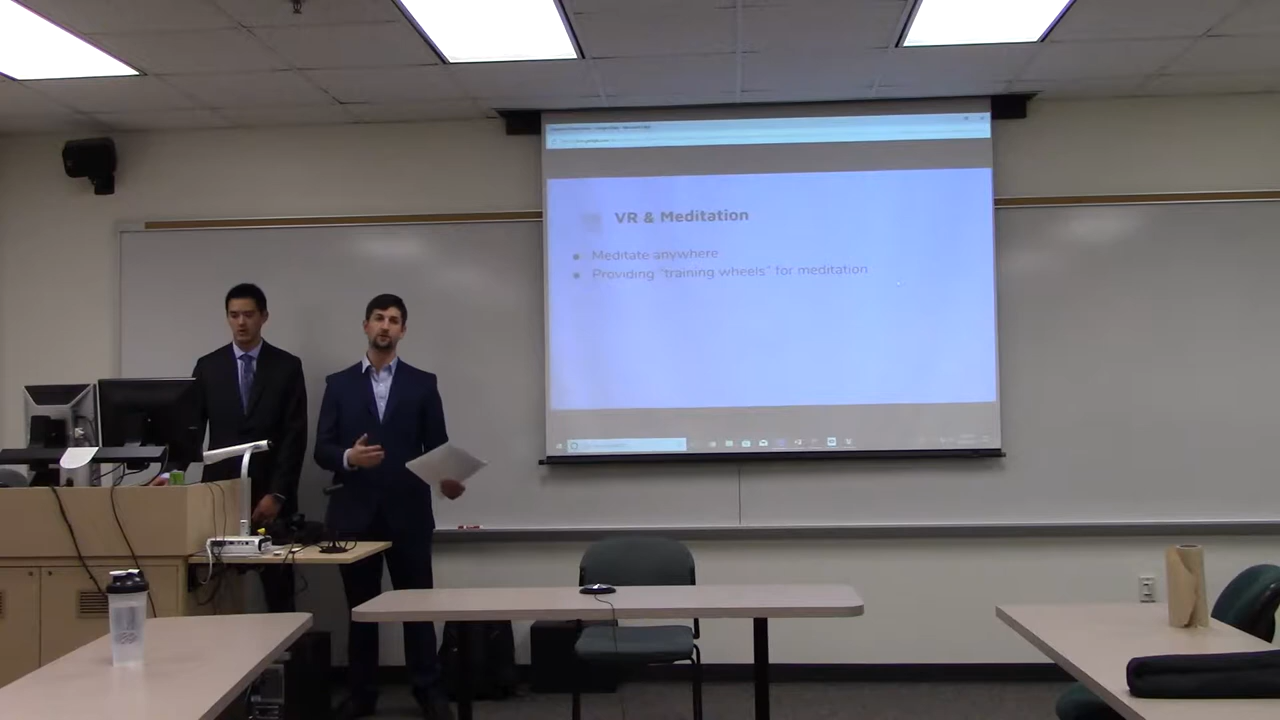 VR & Meditation
Meditate anywhere
Providing "training wheels" for meditation